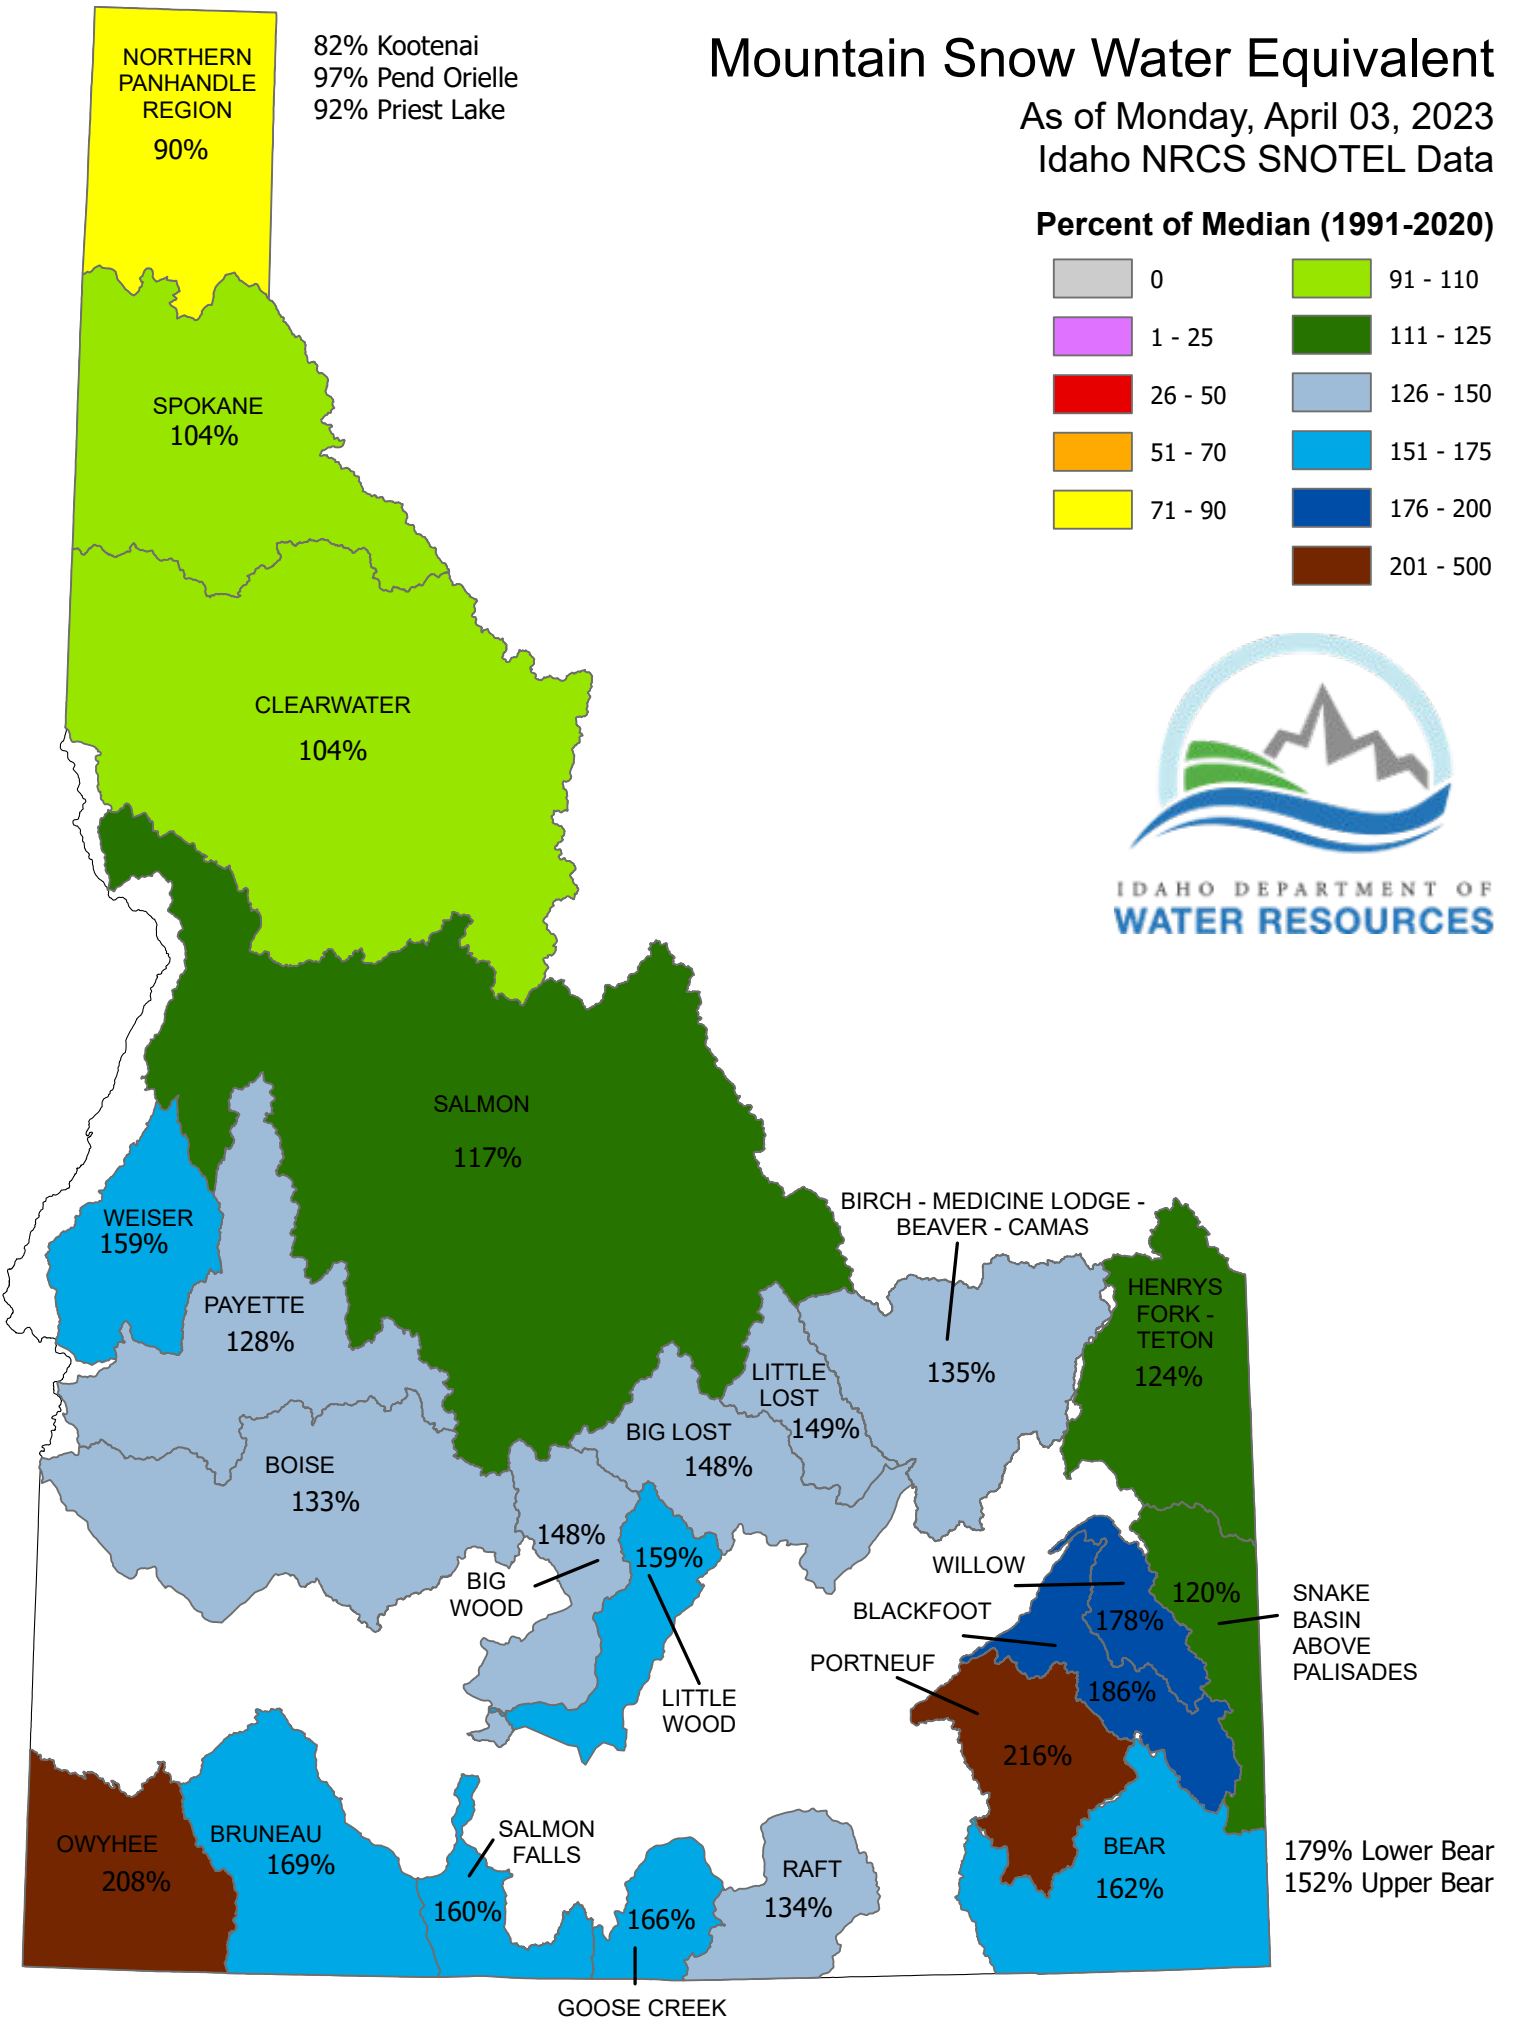 Mountain Snow Water Equivalent
As of Monday, April 03, 2023
Idaho NRCS SNOTEL Data
Percent of Median (1991-2020)
0
1 - 25
26 - 50
51 - 70
71 - 90
91 - 110
111 - 125
126 - 150
151 - 175
176 - 200
201 - 500
IDAHO DEPARTMENT OF
WATER RESOURCES
NORTHERN
PANHANDLE
REGION
90%
82% Kootenai
97% Pend Orielle
92% Priest Lake
SPOKANE
104%
CLEARWATER
104%
SALMON
117%
WEISER
159%
PAYETTE
128%
BOISE
133%
BIRCH - MEDICINE LODGE -
BEAVER - CAMAS
135%
HENRYS
FORK -
TETON
124%
LITTLE
LOST
149%
BIG LOST
148%
148%
BIG
WOOD
159%
LITTLE
WOOD
WILLOW
178%
BLACKFOOT
186%
PORTNEUF
216%
120%
SNAKE
BASIN
ABOVE
PALISADES
OWYHEE
208%
BRUNEAU
169%
SALMON
FALLS
160%
166%
GOOSE CREEK
RAFT
134%
BEAR
162%
179% Lower Bear
152% Upper Bear